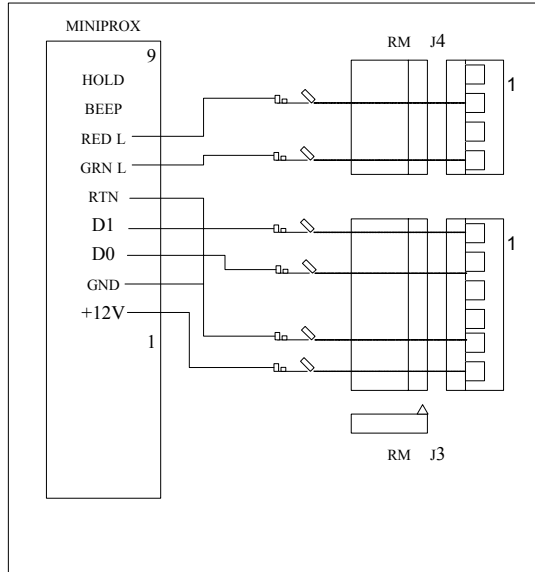 MINIPROX
9
HOLD
BEEP
RED L
GRN L
RTN
D1
D0
GND
+12V
1
RM J4
1
1
RM J3